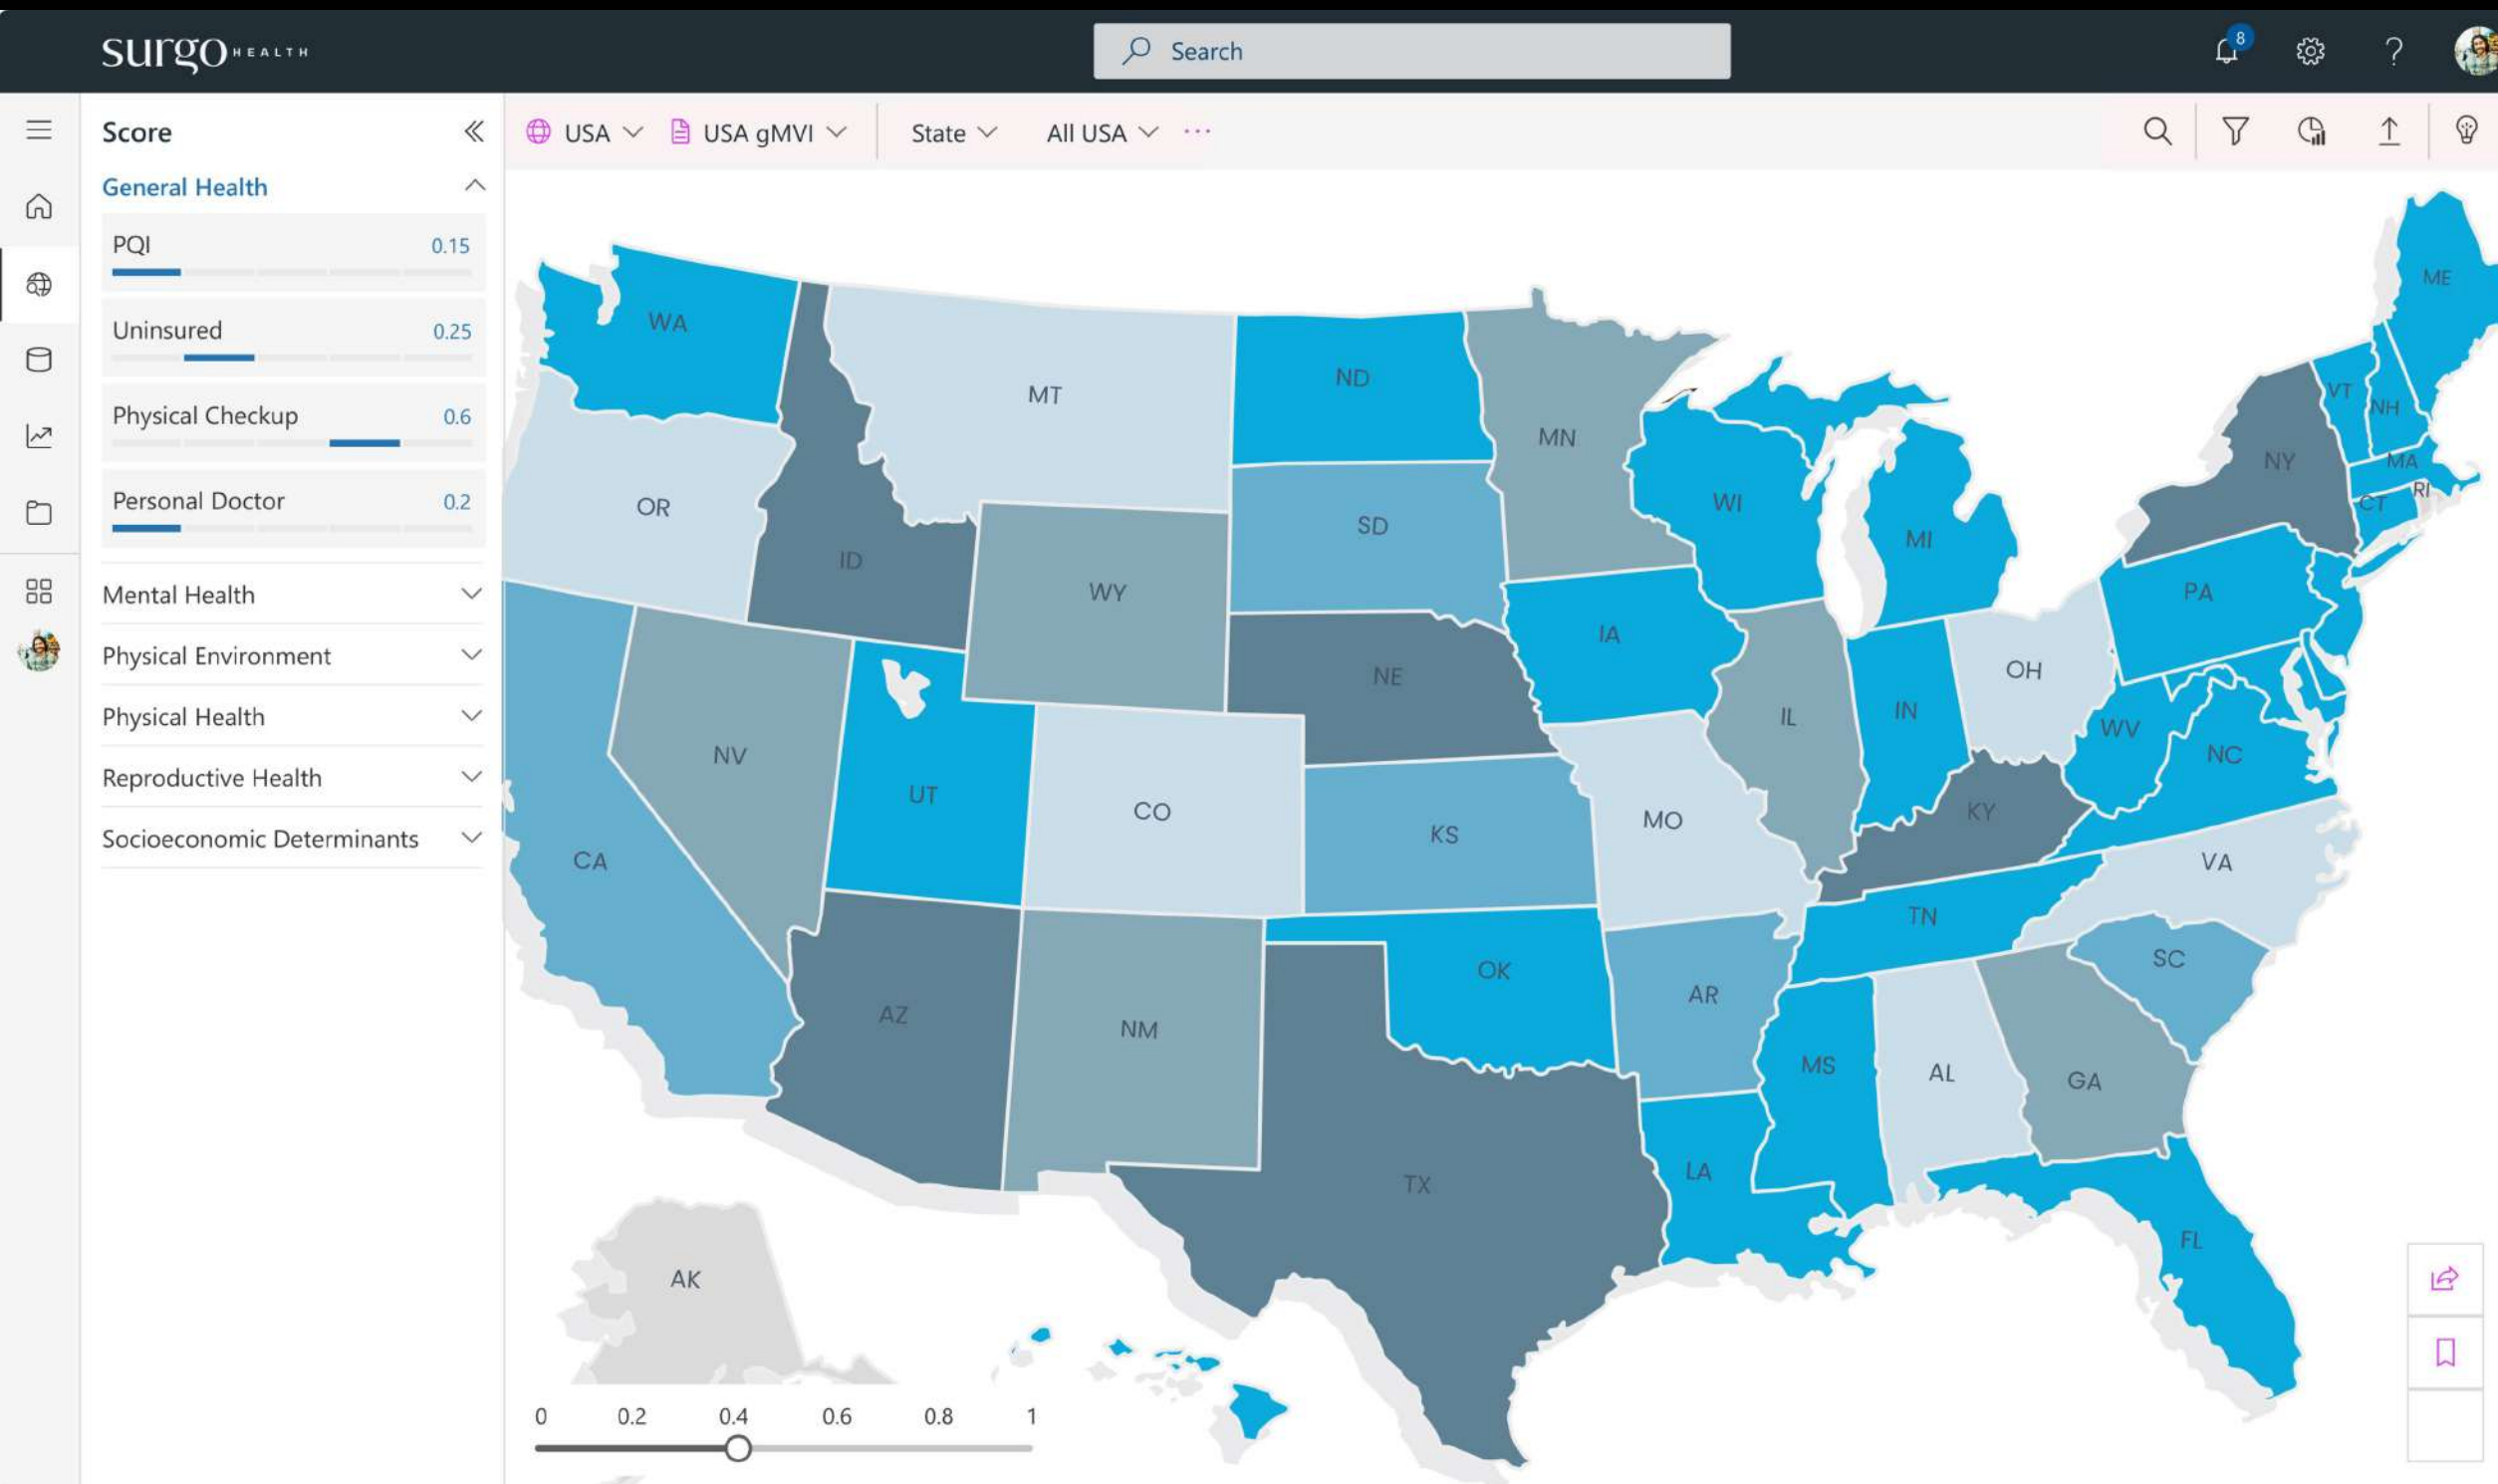 surgo HEALTH
Search
8
?
Score
USA
USA gMVI
State
All USA
General Health
PQI 0.15
Uninsured 0.25
Physical Checkup 0.6
Personal Doctor 0.2
Mental Health
Physical Environment
Physical Health
Reproductive Health
Socioeconomic Determinants
ME
WA
ND
MT
VT
NH
MN
NY
MA
RI
OR
WI
CT
SD
MI
ID
WY
PA
IA
NE
OH
IL
IN
WV
NC
NV
UT
CO
KS
MO
KY
CA
VA
TN
SC
OK
AR
AZ
NM
MS
AL
GA
LA
TX
FL
AK
0 0.2 0.4 0.6 0.8 1